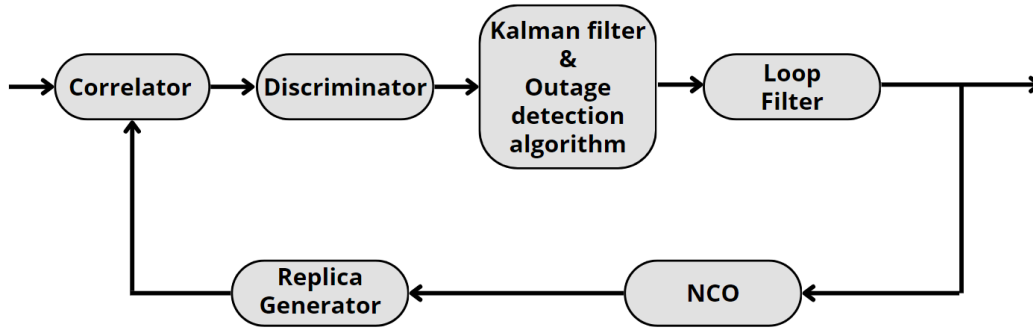 Correlator
Discriminator
Kalman filter
&
Outage
detection
algorithm
Loop
Filter
Replica
Generator
NCO